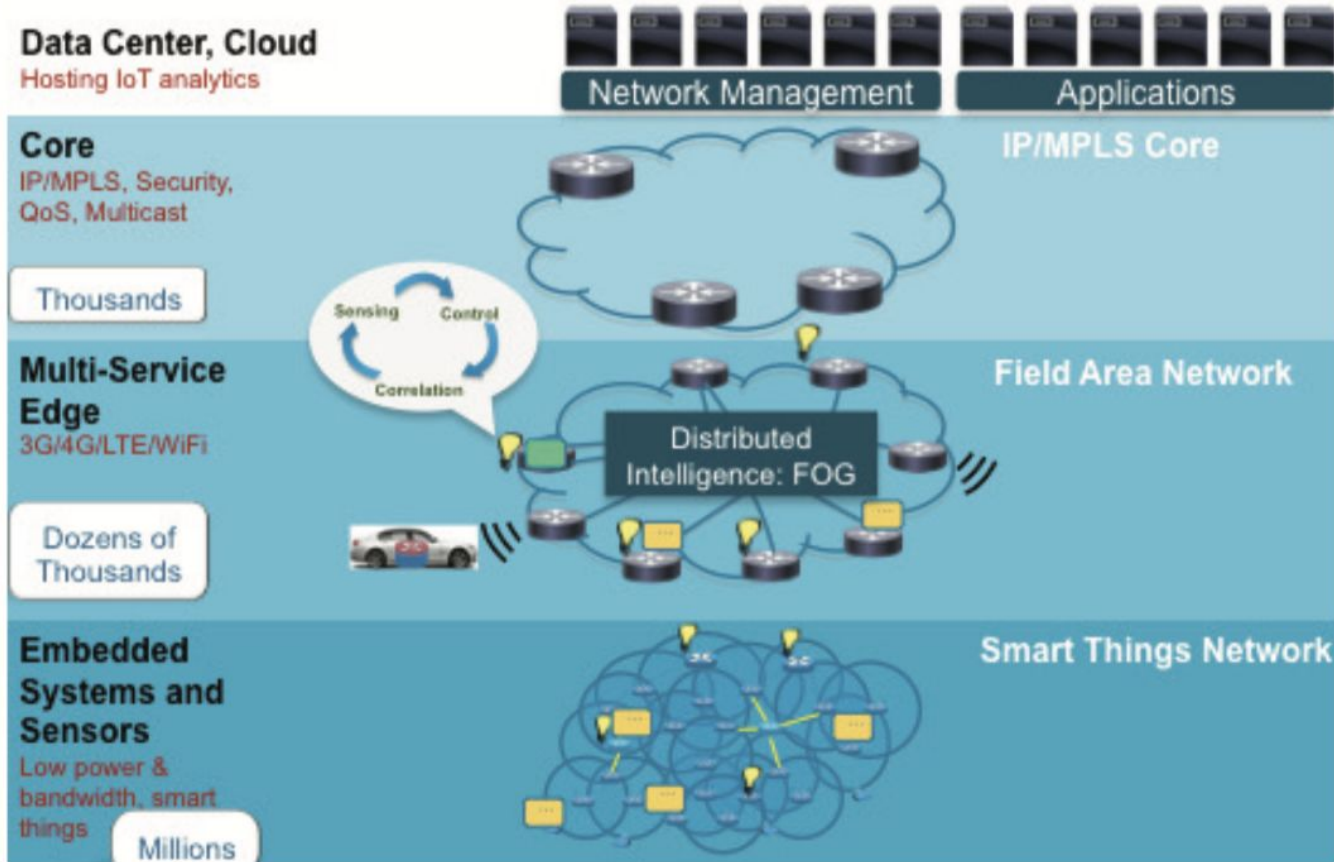 Data Center, Cloud
Hosting IoT analytics
Network Management
Applications
Core
IP/MPLS, Security,
QoS, Multicast
Thousands
IP/MPLS Core
Sensing
Control
Correlation
Multi-Service
Edge
3G/4G/LTE/WiFi
Dozens of
Thousands
Field Area Network
Distributed
Intelligence: FOG
Embedded
Systems and
Sensors
Low power &
bandwidth, smart
things
Millions
Smart Things Network